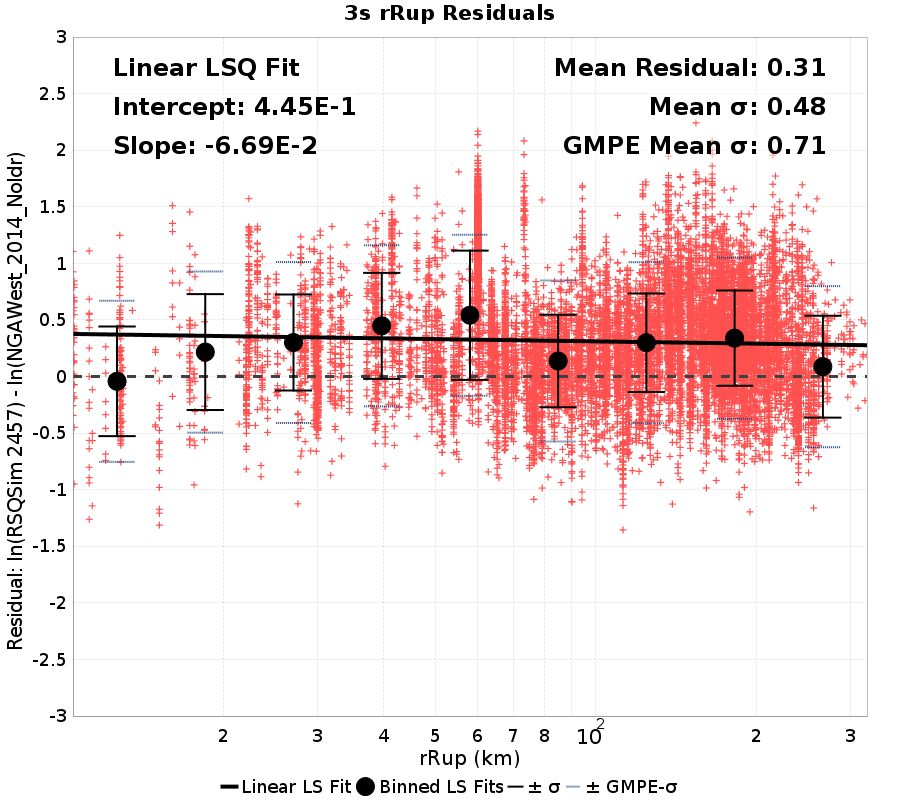 3s rRup Residuals
Linear LSQ Fit
Intercept: 4.45E-1
Slope: -6.69E-2
Mean Residual: 0.31
Mean σ: 0.48
GMPE Mean σ: 0.71
Residual: ln(RSQSim 2457) - ln(NGAWest_2014_NoIdr)
3
2.5
2
1.5
1
0.5
0
-0.5
-1
-1.5
-2
-2.5
-3
2 3 4 5 6 7 8 10² 2 3
rRup (km)
Linear LS Fit Binned LS Fits ± σ ± GMPE-σ